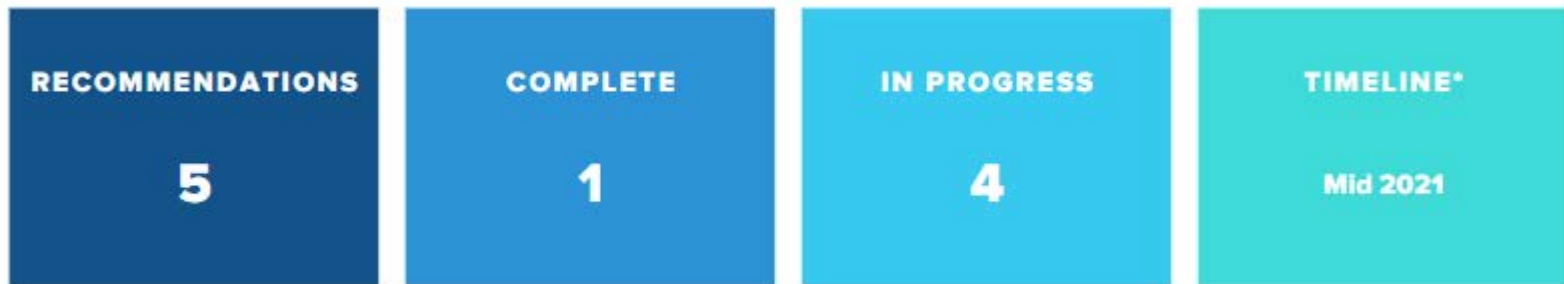 RECOMMENDATIONS
5
COMPLETE
1
IN PROGRESS
4
TIMELINE*
Mid 2021